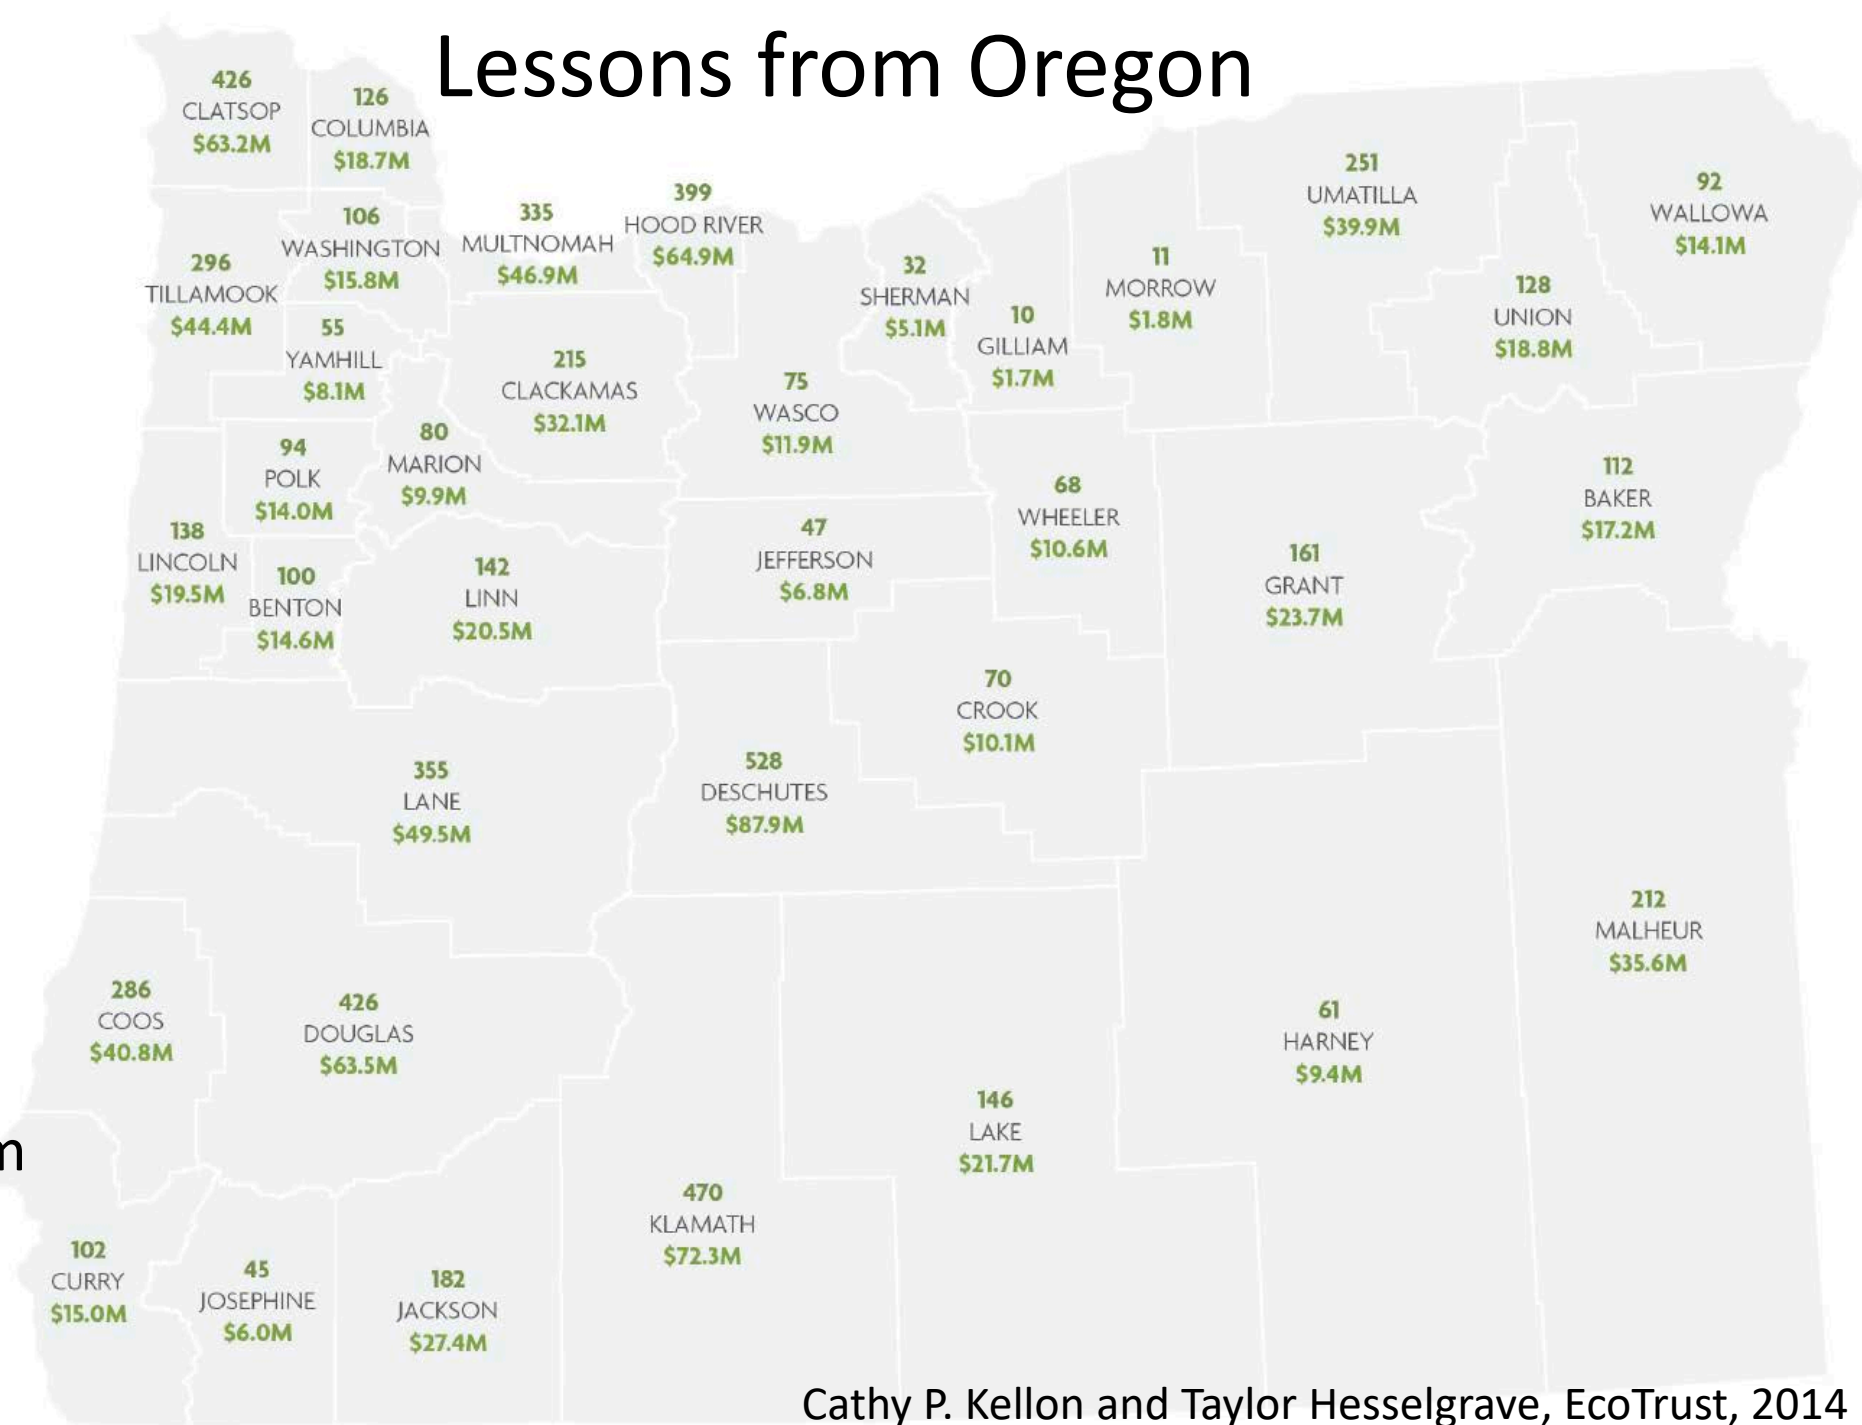 Lessons from Oregon
426
CLATSOP
$63.2M
126
COLUMBIA
$18.7M
106
WASHINGTON
$15.8M
335
MULTNOMAH
$46.9M
399
HOOD RIVER
$64.9M
296
TILLAMOOK
$44.4M
55
YAMHILL
$8.1M
215
CLACKAMAS
$32.1M
75
WASCO
$11.9M
32
SHERMAN
$5.1M
10
GILLIAM
$1.7M
11
MORROW
$1.8M
251
UMATILLA
$39.9M
128
UNION
$18.8M
92
WALLOWA
$14.1M
94
POLK
$14.0M
80
MARION
$9.9M
138
LINCOLN
$19.5M
100
BENTON
$14.6M
142
LINN
$20.5M
47
JEFFERSON
$6.8M
68
WHEELER
$10.6M
161
GRANT
$23.7M
112
BAKER
$17.2M
355
LANE
$49.5M
528
DESCHUTES
$87.9M
70
CROOK
$10.1M
286
COOS
$40.8M
426
DOUGLAS
$63.5M
212
MALHEUR
$35.6M
61
HARNEY
$9.4M
146
LAKE
$21.7M
470
KLAMATH
$72.3M
m
102
CURRY
$15.0M
45
JOSEPHINE
$6.0M
182
JACKSON
$27.4M
Cathy P. Kellon and Taylor Hesselgrave, EcoTrust, 2014